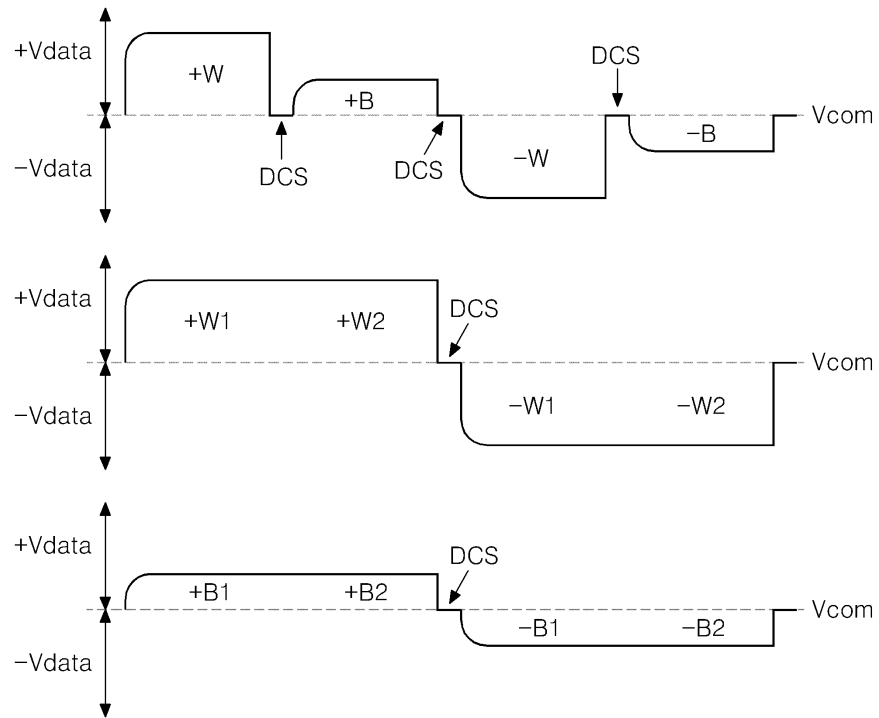 DCS
+Vdata
+W
+B
Vcom
−B
DCS
−W
−Vdata
DCS
+Vdata
DCS
+W1
+W2
Vcom
−W1
−W2
−Vdata
+Vdata
DCS
+B1
+B2
Vcom
−B1
−B2
−Vdata